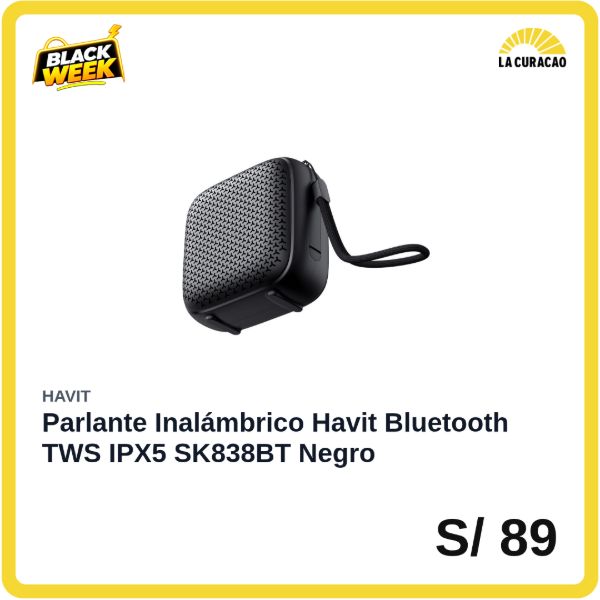 BLACK
WEEK
LA CURACAO
HAVIT
Parlante Inalámbrico Havit Bluetooth
TWS IPX5 SK838BT Negro
S/ 89